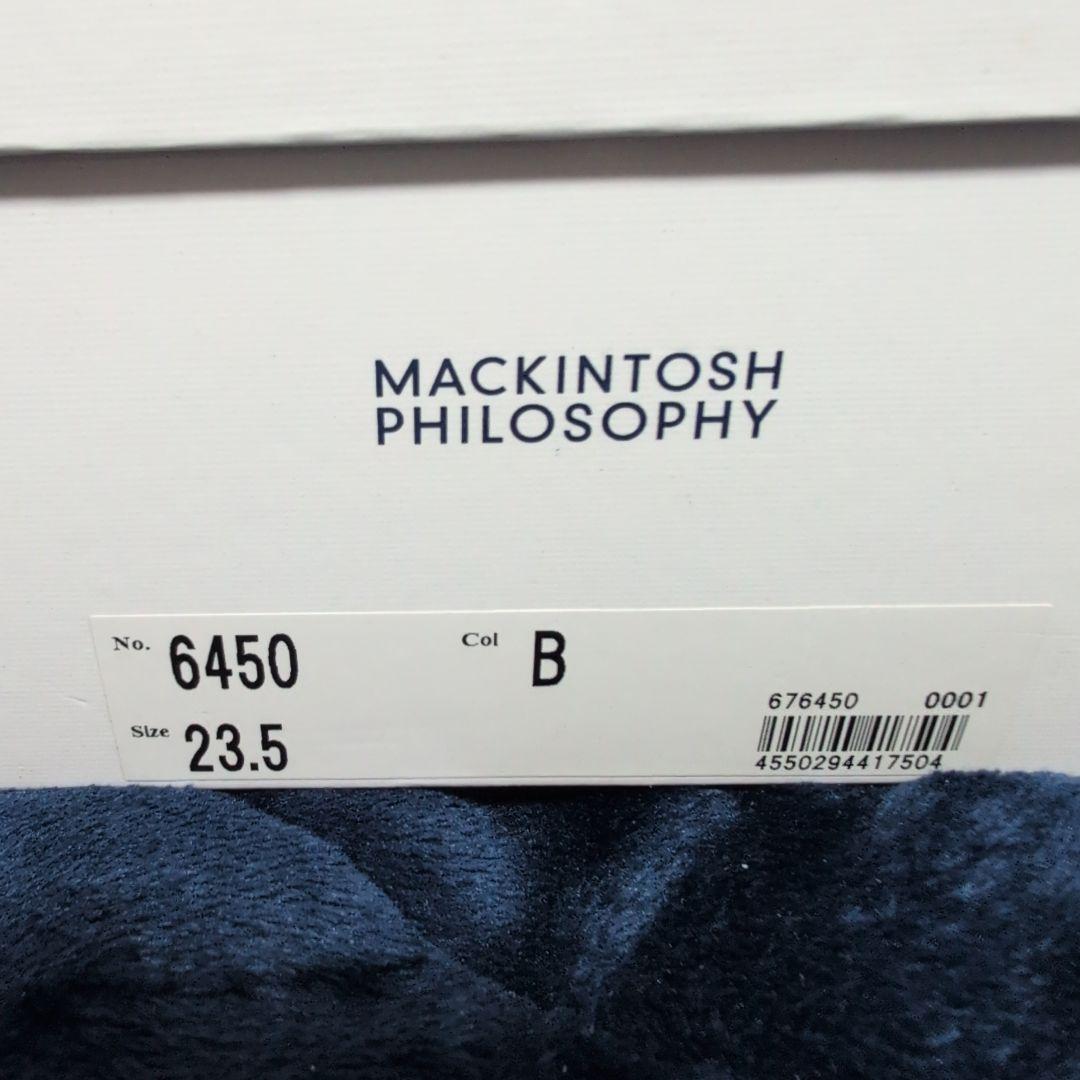 MACKINTOSH
PHILOSOPHY
No. 6450 Col B
Size 23.5
676450 0001
4550294417504